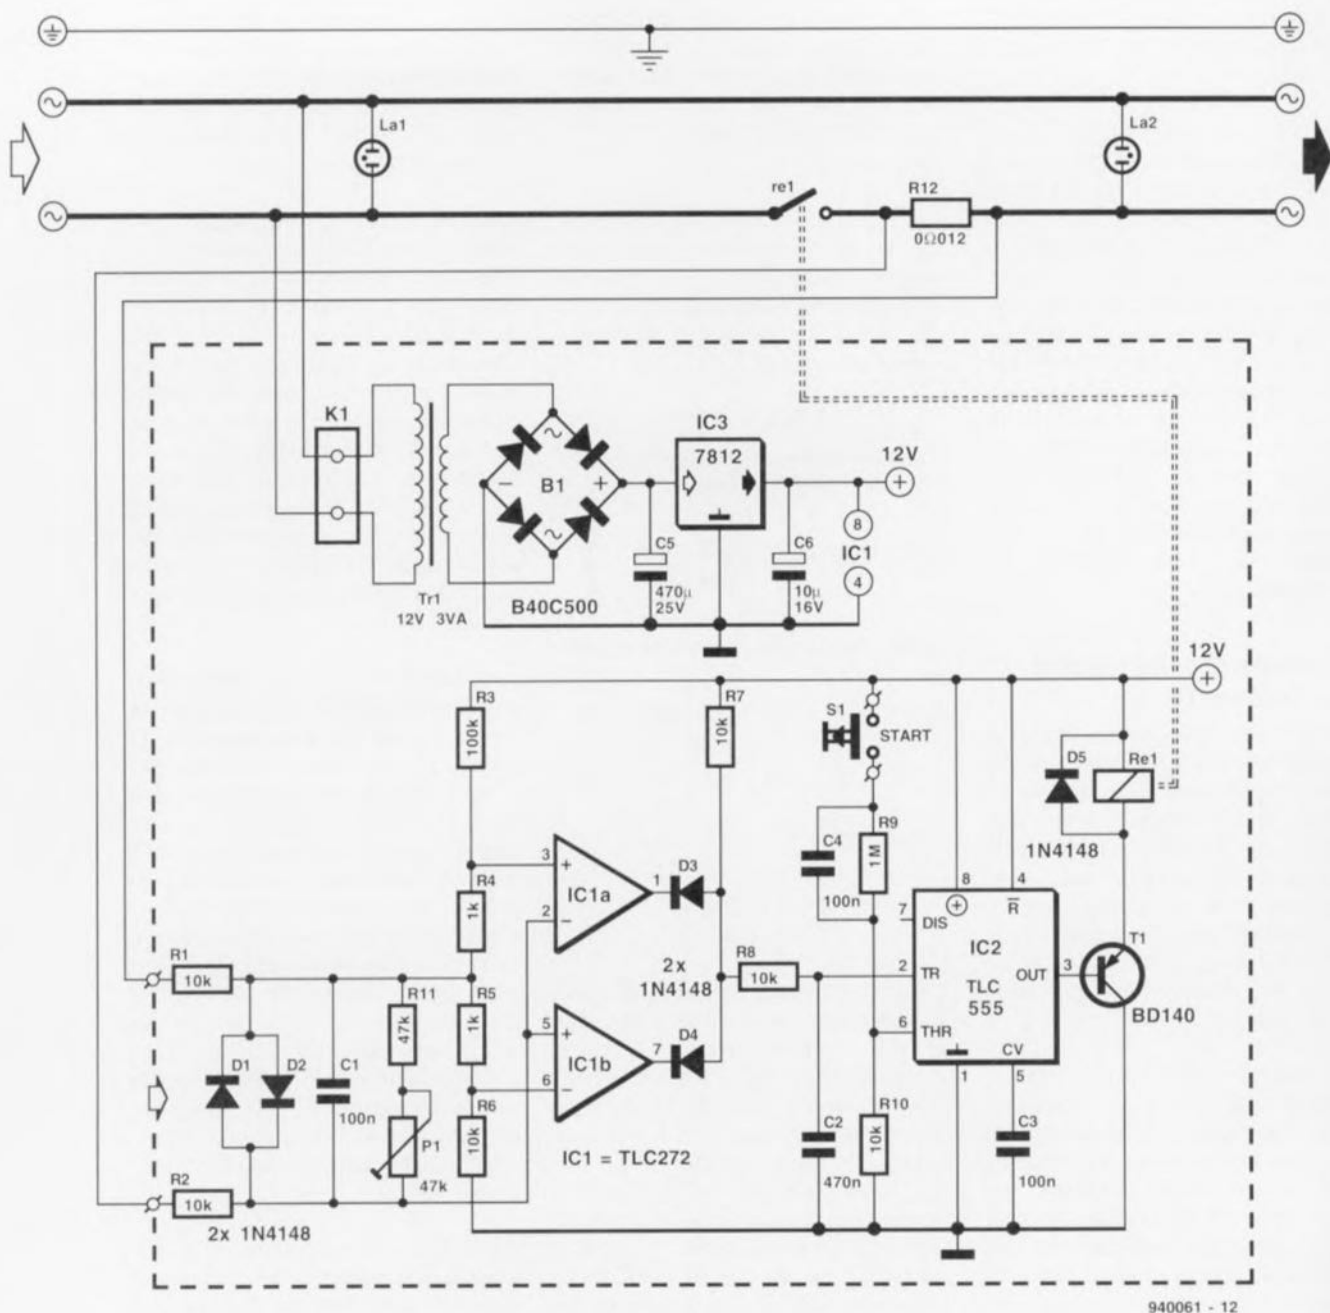 La1
La2
re1
R12
0Ω012
K1
Tr1
12V 3VA
~
−
B1
+
~
B40C500
C5
470µ
25V
IC3
7812
C6
10µ
16V
12V
+
8
IC1
4
12V
+
R3
100k
R7
10k
S1
START
D5
1N4148
Re1
3
+
IC1a
2
−
1
D3
R4
1k
C4
100n
R9
1M
8
4
+
R
7
DIS
IC2
TLC
555
2
TR
OUT
3
T1
BD140
6
THR
CV
1
5
R8
10k
2x
1N4148
R1
10k
R11
47k
R5
1k
5
+
IC1b
6
−
7
D4
D1
D2
C1
100n
P1
47k
R6
10k
IC1 = TLC272
C2
470n
R10
10k
C3
100n
R2
10k
2x 1N4148
940061 - 12